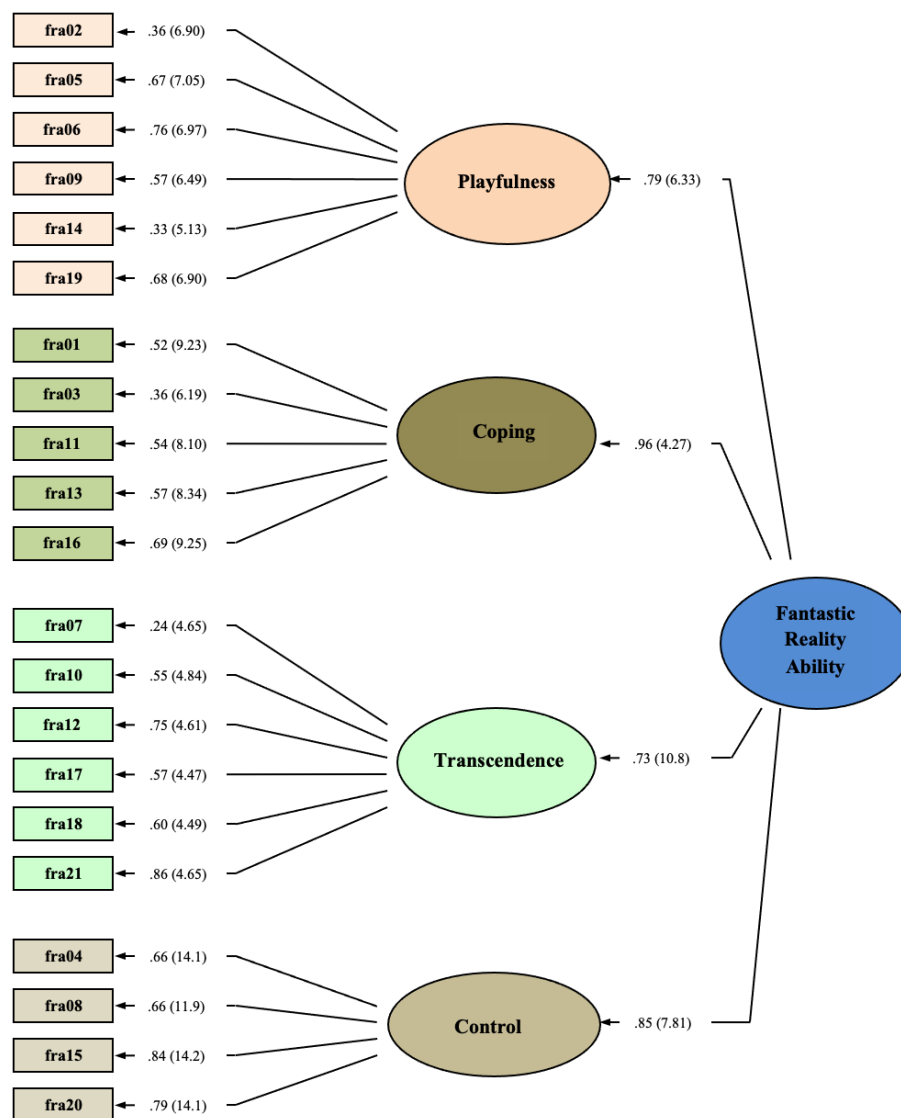 fra02 .36 (6.90)
fra05 .67 (7.05)
fra06 .76 (6.97)
fra09 .57 (6.49)
fra14 .33 (5.13)
fra19 .68 (6.90)
Playfulness
.79 (6.33)
fra01 .52 (9.23)
fra03 .36 (6.19)
fra11 .54 (8.10)
fra13 .57 (8.34)
fra16 .69 (9.25)
Coping
.96 (4.27)
Fantastic
Reality
Ability
fra07 .24 (4.65)
fra10 .55 (4.84)
fra12 .75 (4.61)
fra17 .57 (4.47)
fra18 .60 (4.49)
fra21 .86 (4.65)
Transcendence
.73 (10.8)
fra04 .66 (14.1)
fra08 .66 (11.9)
fra15 .84 (14.2)
fra20 .79 (14.1)
Control
.85 (7.81)